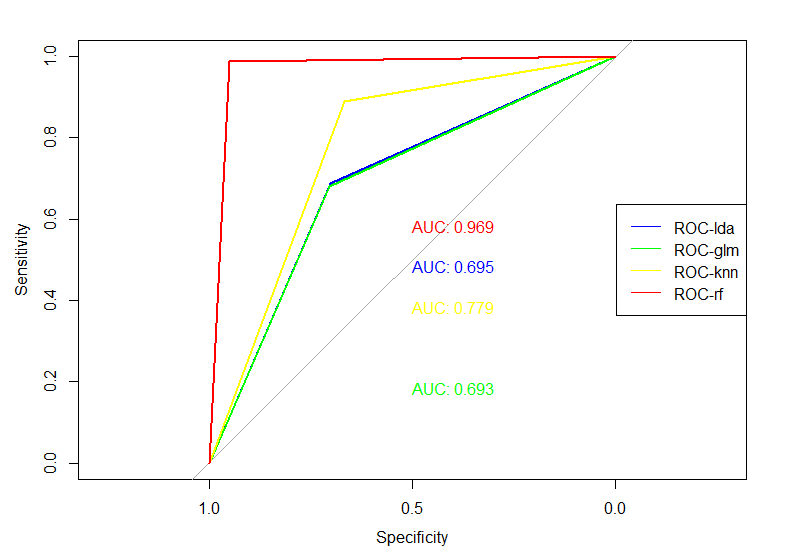 Sensitivity
1.0
0.8
0.6
0.4
0.2
0.0
AUC: 0.969
AUC: 0.695
AUC: 0.779
AUC: 0.693
ROC-lda
ROC-glm
ROC-knn
ROC-rf
1.0
0.5
0.0
Specificity